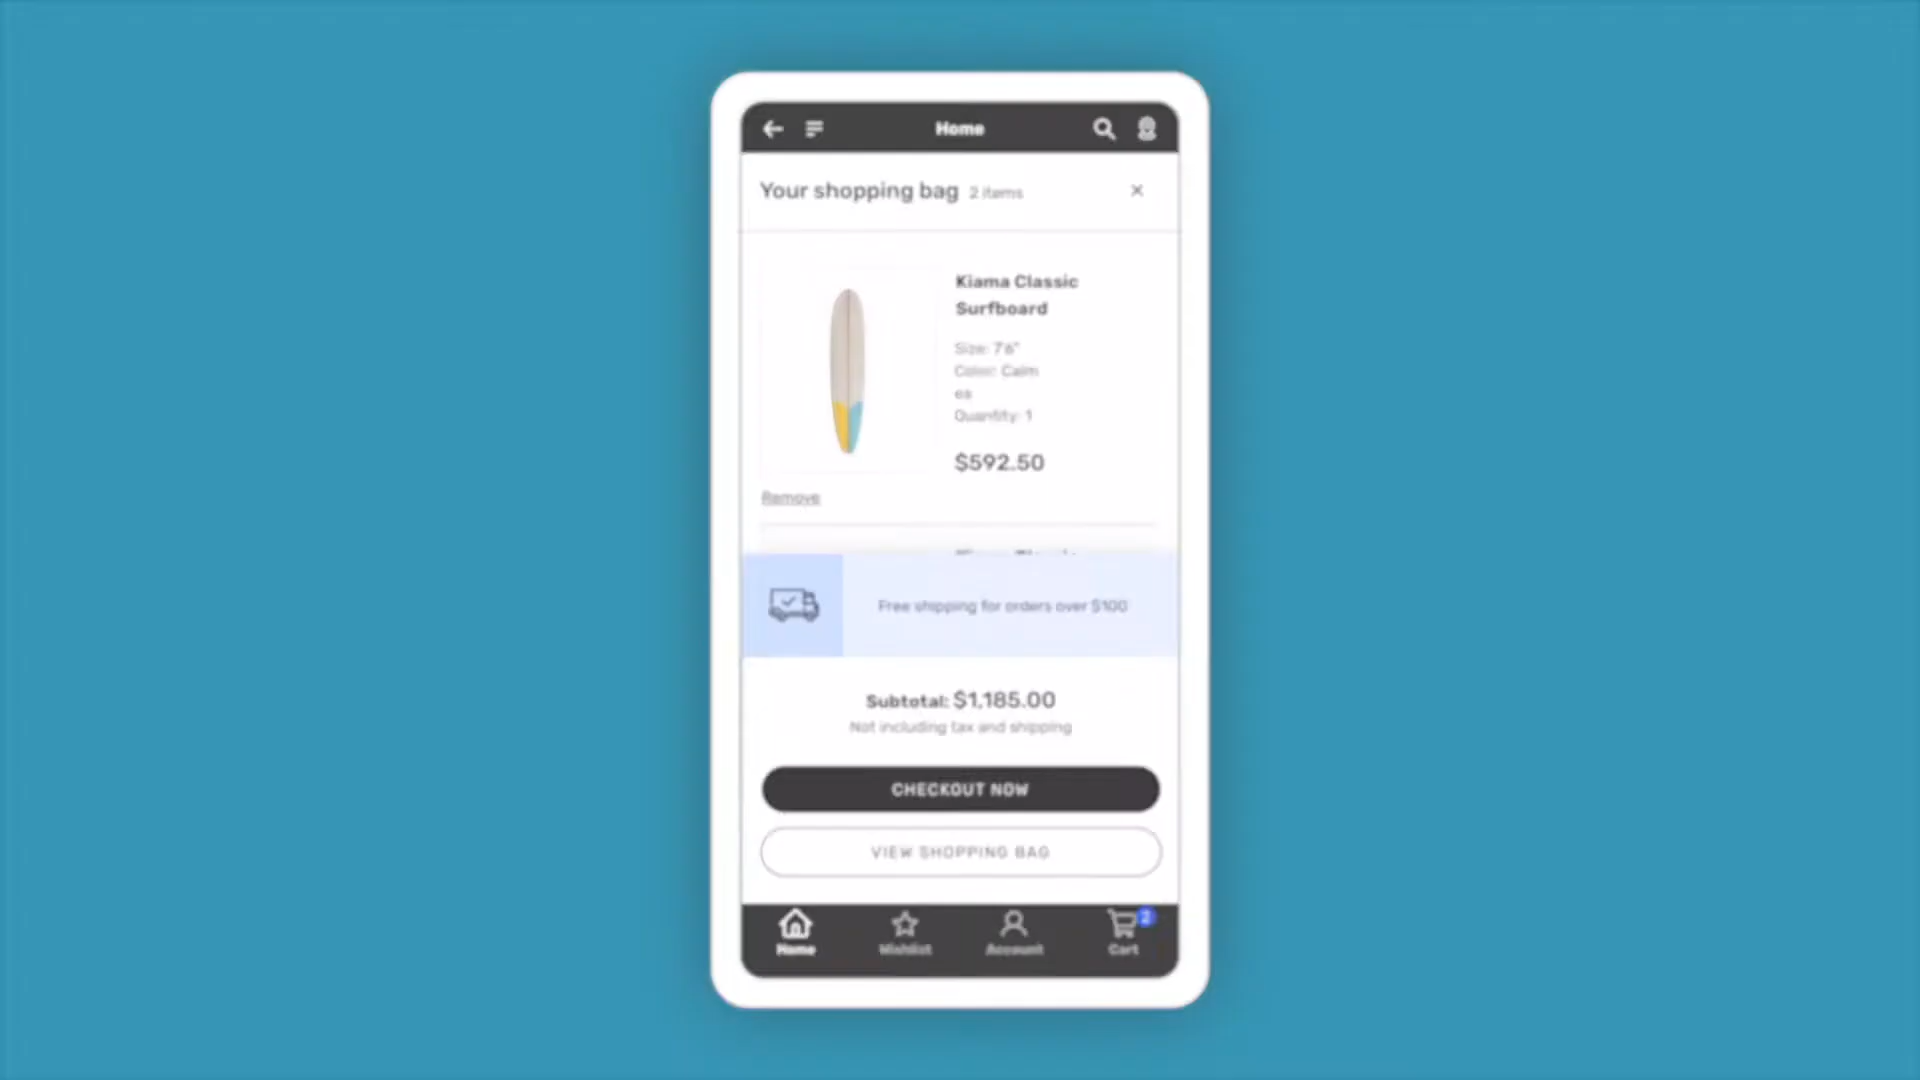 Home
Your shopping bag 2 items
Kiama Classic
Surfboard
Size: 7'6"
Color: Calm
ea
Quantity: 1
$592.50
Remove
Free shipping for orders over $100
Subtotal: $1,185.00
Not including tax and shipping
CHECKOUT NOW
VIEW SHOPPING BAG
2
Home Wishlist Account Cart